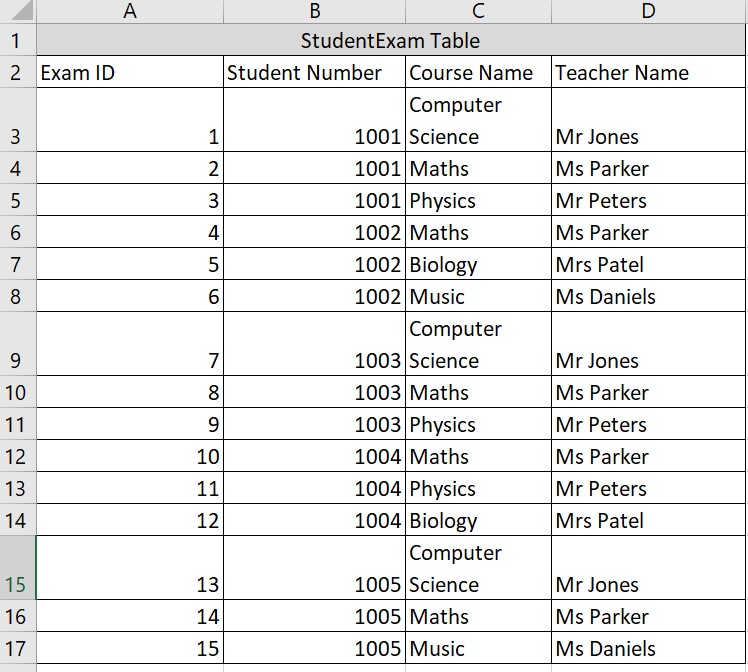 A B C D
1 StudentExam Table
2 Exam ID Student Number Course Name Teacher Name
Computer
3 1 1001 Science Mr Jones
4 2 1001 Maths Ms Parker
5 3 1001 Physics Mr Peters
6 4 1002 Maths Ms Parker
7 5 1002 Biology Mrs Patel
8 6 1002 Music Ms Daniels
Computer
9 7 1003 Science Mr Jones
10 8 1003 Maths Ms Parker
11 9 1003 Physics Mr Peters
12 10 1004 Maths Ms Parker
13 11 1004 Physics Mr Peters
14 12 1004 Biology Mrs Patel
Computer
15 13 1005 Science Mr Jones
16 14 1005 Maths Ms Parker
17 15 1005 Music Ms Daniels